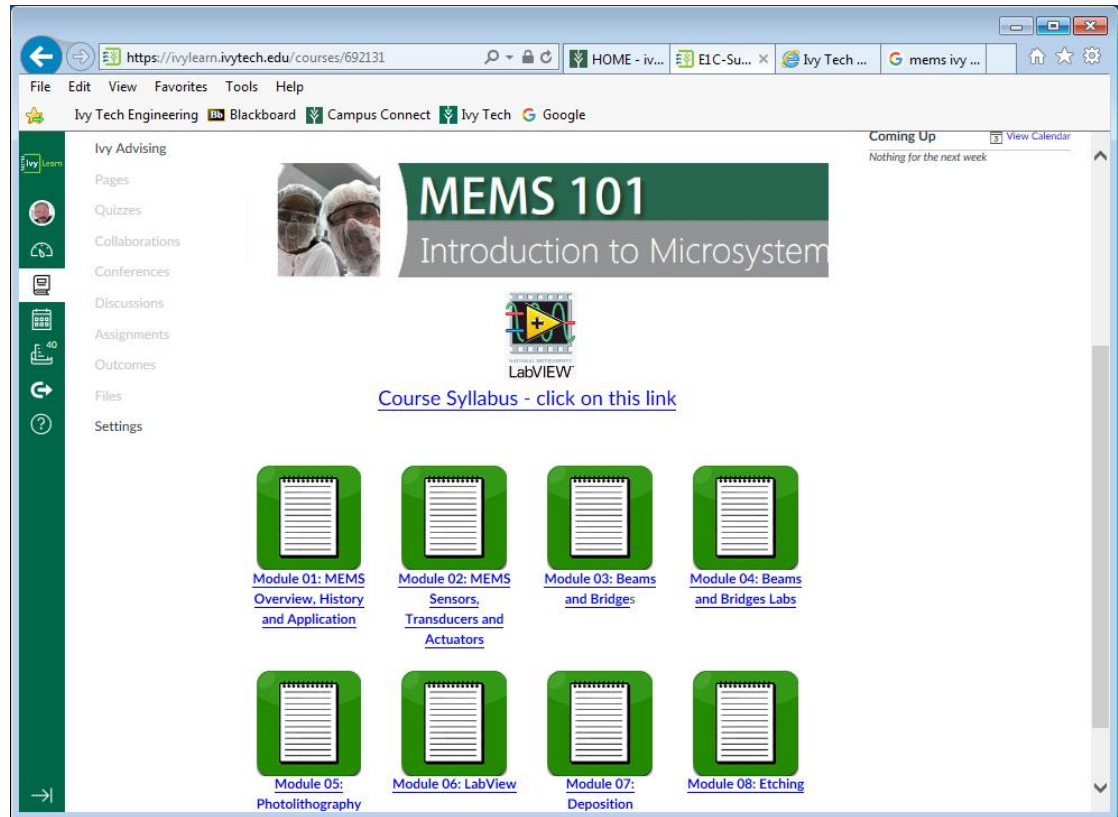 https://ivylearn.ivytech.edu/courses/692131
HOME - iv...
E1C-Su...
Ivy Tech ...
mems ivy ...
File Edit View Favorites Tools Help
Ivy Tech Engineering Bb Blackboard Campus Connect Ivy Tech G Google
Ivy Learn
40
Ivy Advising
Pages
Quizzes
Collaborations
Conferences
Discussions
Assignments
Outcomes
Files
Settings
Coming Up
View Calendar
Nothing for the next week
MEMS 101
Introduction to Microsystem
LabVIEW
Course Syllabus - click on this link
Module 01: MEMS
Overview, History
and Application
Module 02: MEMS
Sensors,
Transducers and
Actuators
Module 03: Beams
and Bridges
Module 04: Beams
and Bridges Labs
Module 05:
Photolithography
Module 06: LabView
Module 07:
Deposition
Module 08: Etching